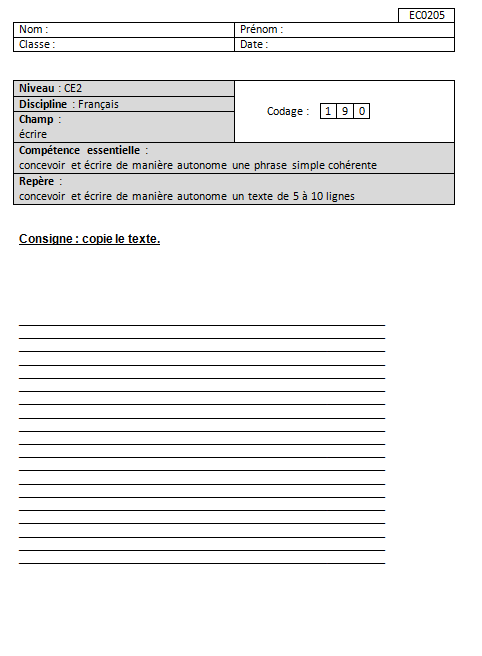 EC0205
Nom : Prénom :
Classe : Date :
Niveau : CE2
Discipline : Français
Codage : 1 9 0
Champ :
écrire
Compétence essentielle :
concevoir et écrire de manière autonome une phrase simple cohérente
Repère :
concevoir et écrire de manière autonome un texte de 5 à 10 lignes
Consigne : copie le texte.